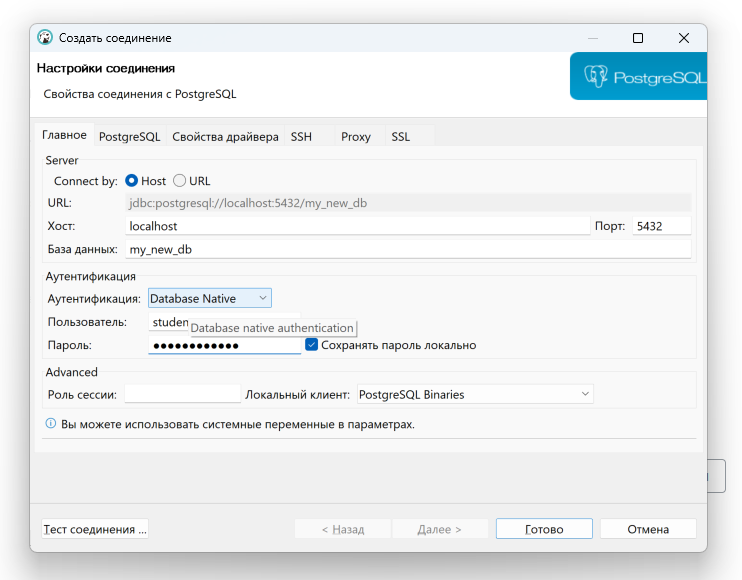 Создать соединение
Настройки соединения
Свойства соединения с PostgreSQL
PostgreSQL
Главное PostgreSQL Свойства драйвера SSH Proxy SSL
Server
Connect by: Host URL
URL: jdbc:postgresql://localhost:5432/my_new_db
Хост: localhost Порт: 5432
База данных: my_new_db
Аутентификация
Аутентификация: Database Native
Пользователь:
Database native authentication
Пароль: ●●●●●●●●●●●● Сохранять пароль локально
Advanced
Роль сессии: Локальный клиент: PostgreSQL Binaries
Вы можете использовать системные переменные в параметрах.
Тест соединения ... < Назад Далее > Готово Отмена